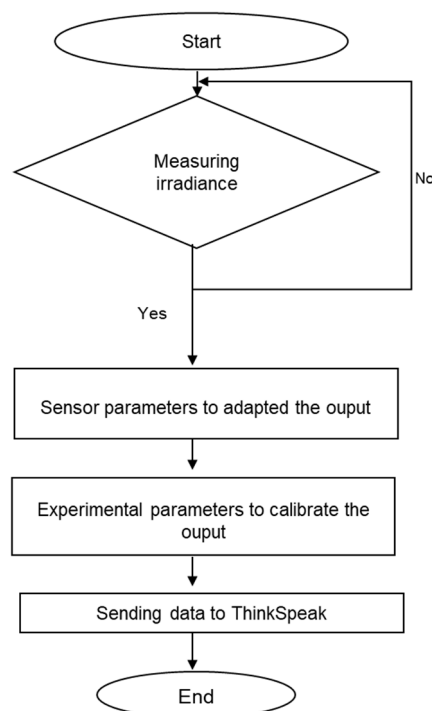 Start
Measuring
irradiance
No
Yes
Sensor parameters to adapted the ouput
Experimental parameters to calibrate the
ouput
Sending data to ThinkSpeak
End